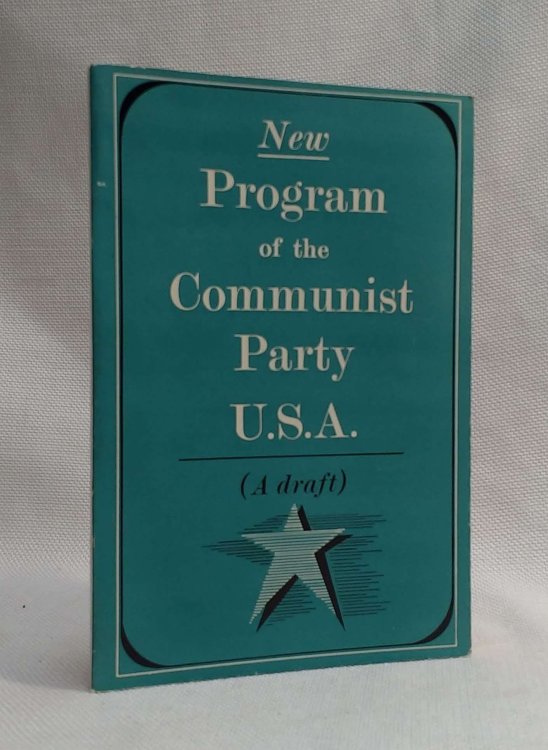 New
Program
of the
Communist
Party
U.S.A.
(A draft)